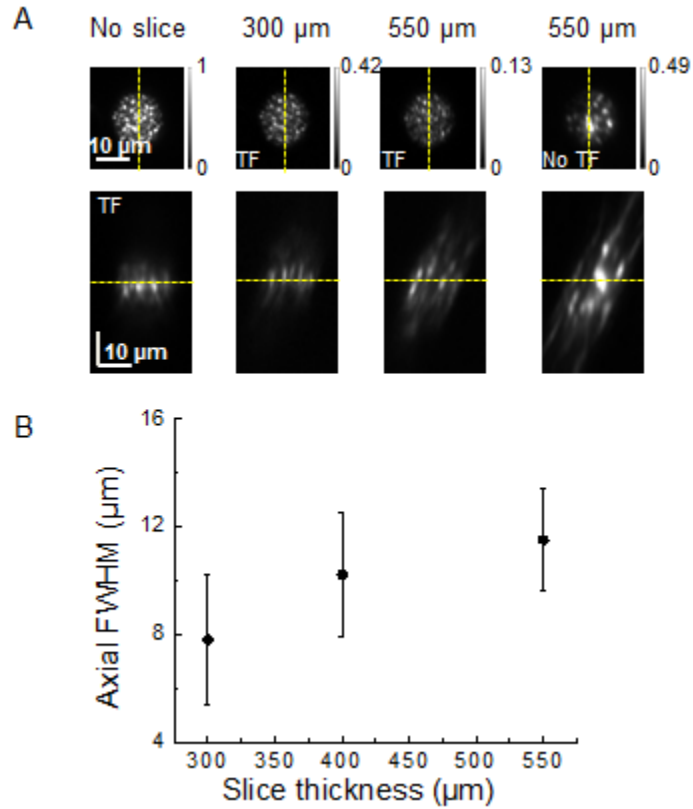 A
No slice 300 µm 550 µm 550 µm
1 0.42 0.13 0.49
10 µm TF TF No TF
0 0 0 0
TF
10 µm
B
16
12
8
4
Axial FWHM (µm)
300 350 400 450 500 550
Slice thickness (µm)